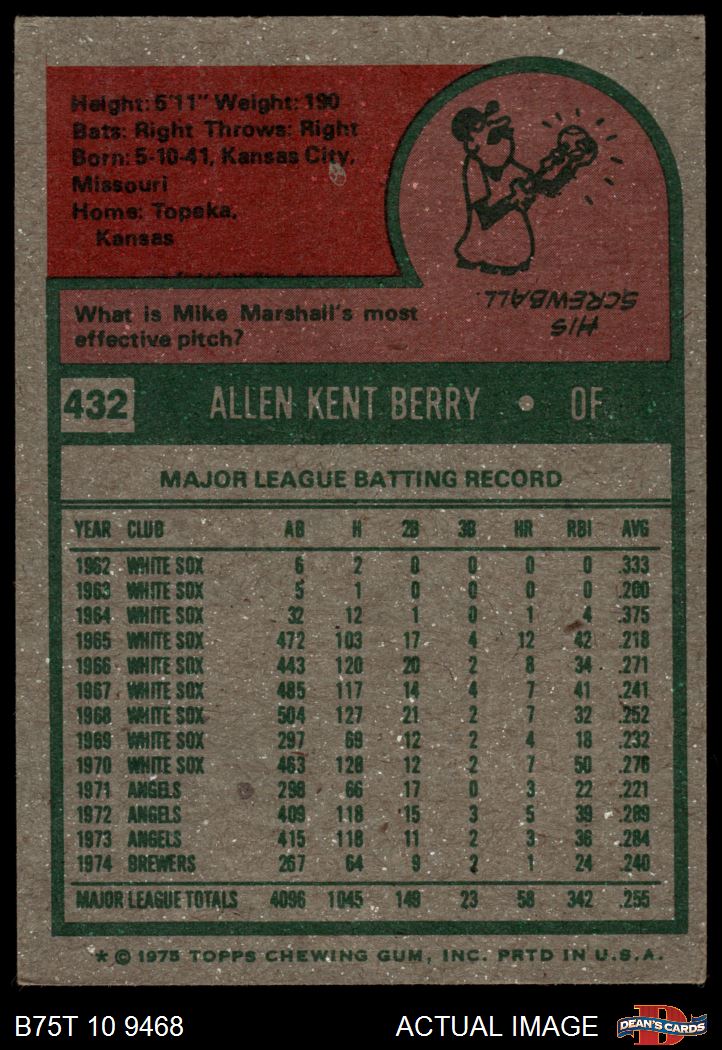 Height: 5'11" Weight: 190
Bats: Right Throws: Right
Born: 5-10-41, Kansas City,
Missouri
Home: Topeka,
Kansas
What is Mike Marshall's most
effective pitch?
HIS
SCREWBALL.
432 ALLEN KENT BERRY • OF
MAJOR LEAGUE BATTING RECORD
YEAR CLUB AB H 2B 3B HR RBI AVG
1962 WHITE SOX 6 2 0 0 0 0 .333
1963 WHITE SOX 5 1 0 0 0 0 .200
1964 WHITE SOX 32 12 1 0 1 4 .375
1965 WHITE SOX 472 103 17 4 12 42 .218
1966 WHITE SOX 443 120 20 2 8 34 .271
1967 WHITE SOX 485 117 14 4 7 41 .241
1968 WHITE SOX 504 127 21 2 7 32 .252
1969 WHITE SOX 297 69 12 2 4 18 .232
1970 WHITE SOX 463 128 12 2 7 50 .276
1971 ANGELS 298 66 17 0 3 22 .221
1972 ANGELS 409 118 15 3 5 39 .289
1973 ANGELS 415 118 11 2 3 36 .284
1974 BREWERS 267 64 9 2 1 24 .240
MAJOR LEAGUE TOTALS 4096 1045 149 23 58 342 .255
* © 1975 TOPPS CHEWING GUM, INC. PRTD IN U.S.A.
B75T 10 9468 ACTUAL IMAGE D DEAN'S CARDS